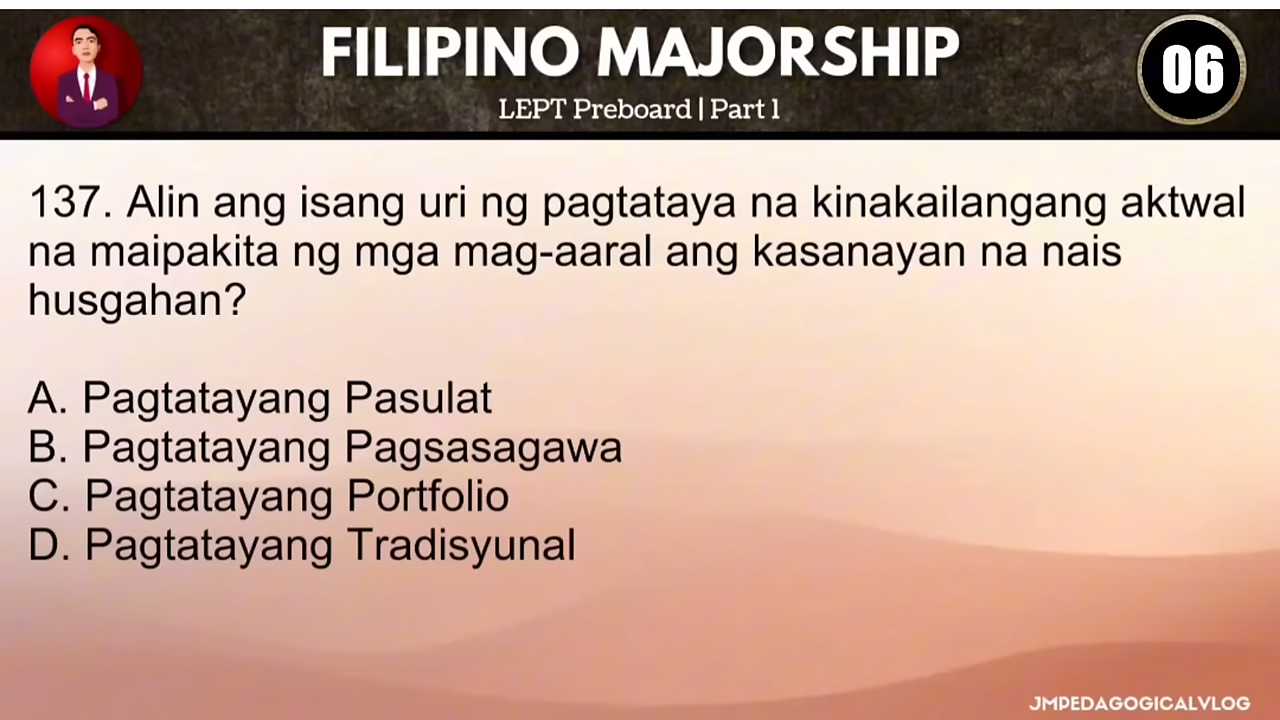 FILIPINO MAJORSHIP
LEPT Preboard | Part 1
06
137. Alin ang isang uri ng pagtataya na kinakailangang aktwal
na maipakita ng mga mag-aaral ang kasanayan na nais
husgahan?
A. Pagtatayang Pasulat
B. Pagtatayang Pagsasagawa
C. Pagtatayang Portfolio
D. Pagtatayang Tradisyunal
JMPEDAGOGICALVLOG